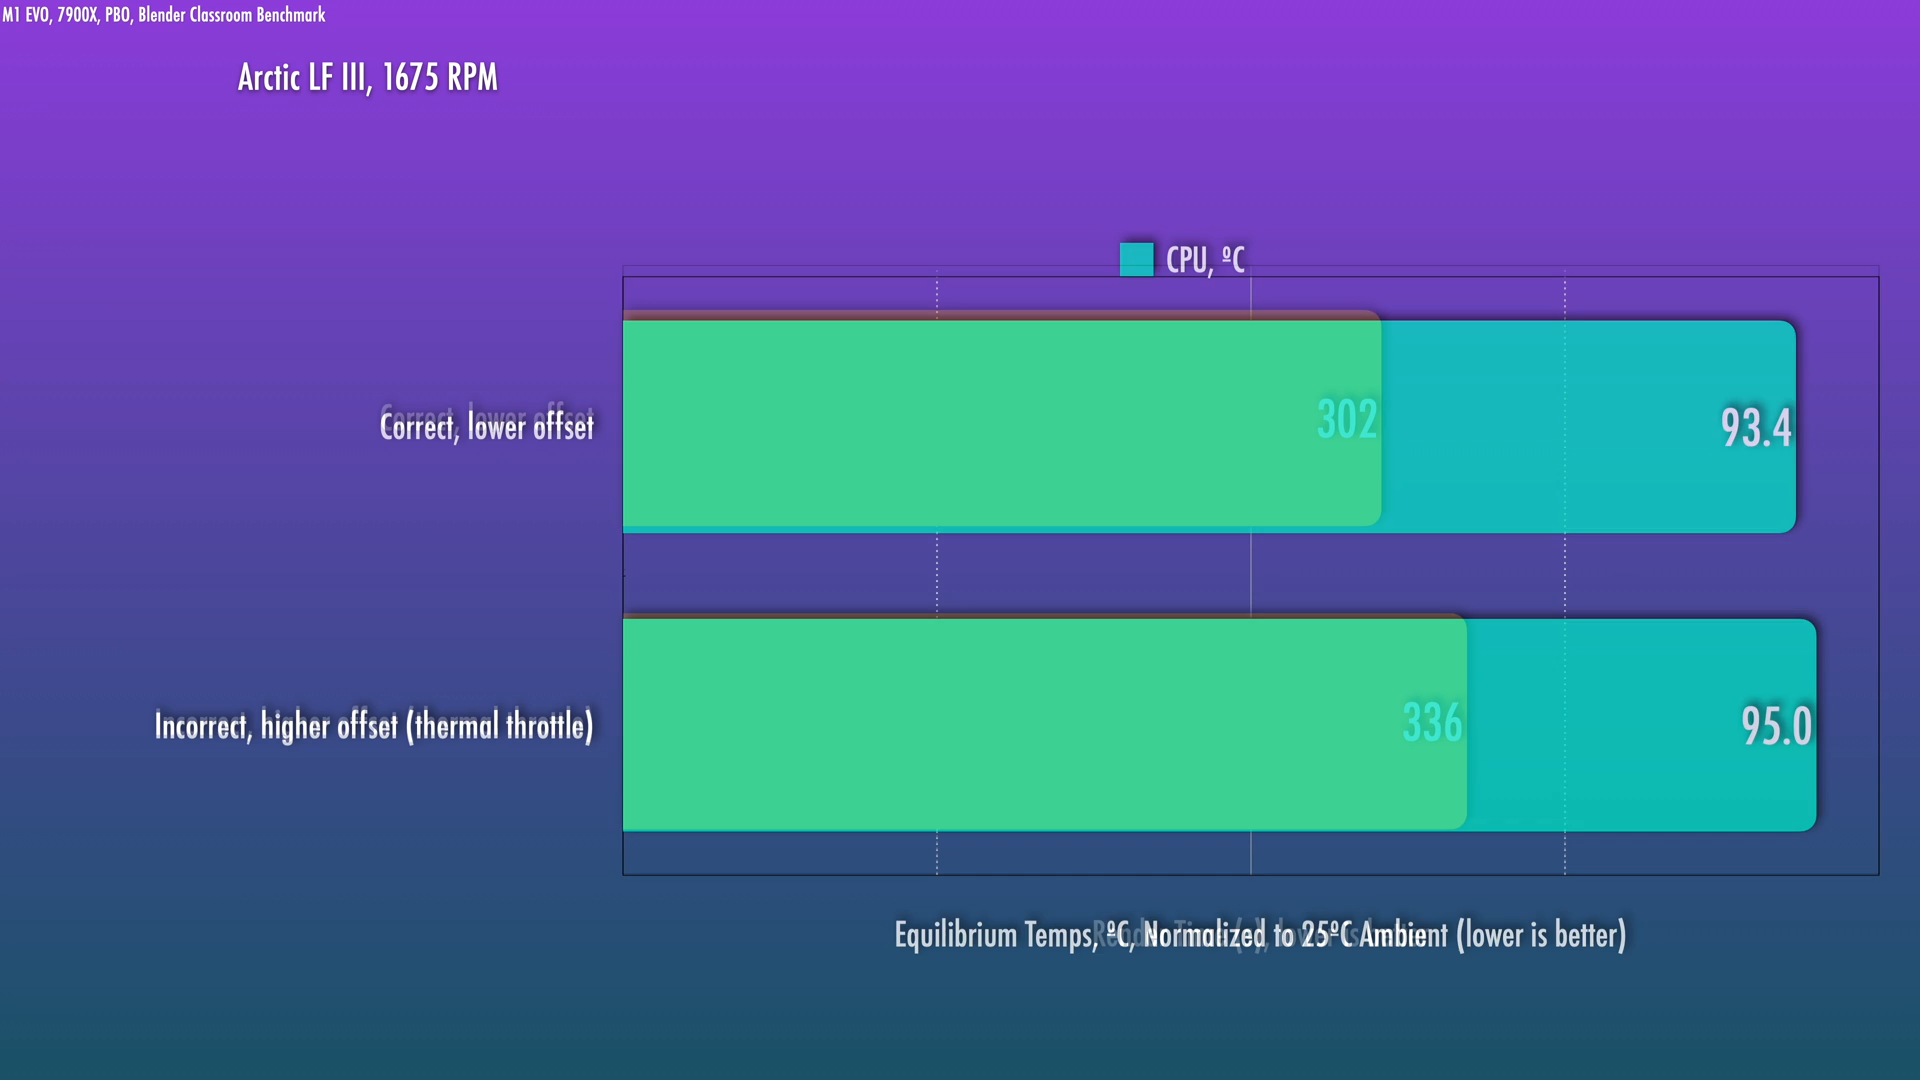 M1 EVO, 7900X, PBO, Blender Classroom Benchmark
Arctic LF III, 1675 RPM
CPU, ºC
Correct, lower offset
302
93.4
Incorrect, higher offset (thermal throttle)
336
95.0
Equilibrium Temps, ºC, Normalized to 25ºC Ambient (lower is better)